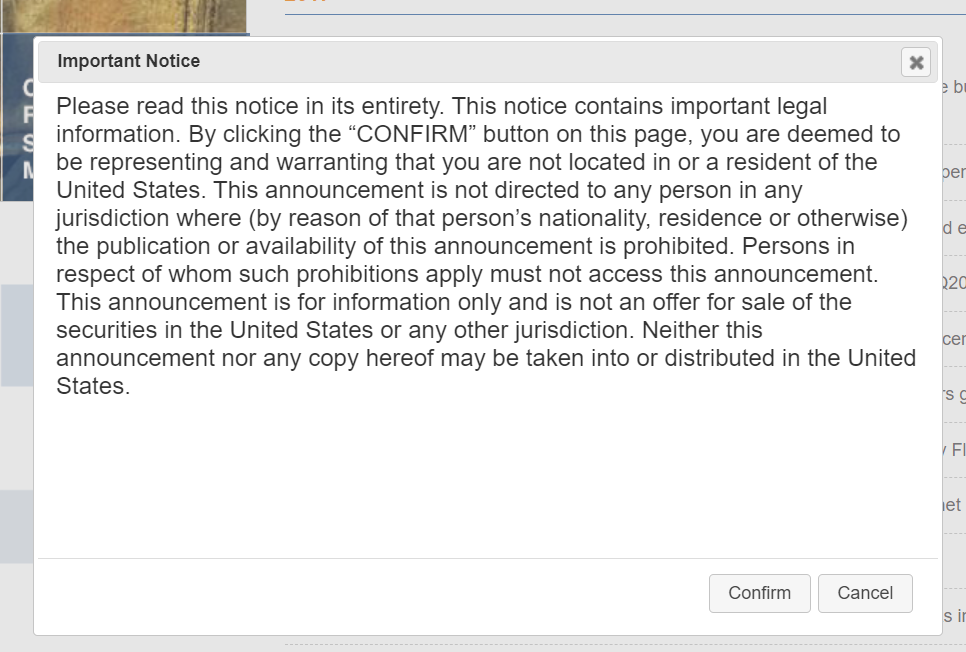 Important Notice
Please read this notice in its entirety. This notice contains important legal
information. By clicking the “CONFIRM” button on this page, you are deemed to
be representing and warranting that you are not located in or a resident of the
United States. This announcement is not directed to any person in any
jurisdiction where (by reason of that person’s nationality, residence or otherwise)
the publication or availability of this announcement is prohibited. Persons in
respect of whom such prohibitions apply must not access this announcement.
This announcement is for information only and is not an offer for sale of the
securities in the United States or any other jurisdiction. Neither this
announcement nor any copy hereof may be taken into or distributed in the United
States.
Confirm Cancel